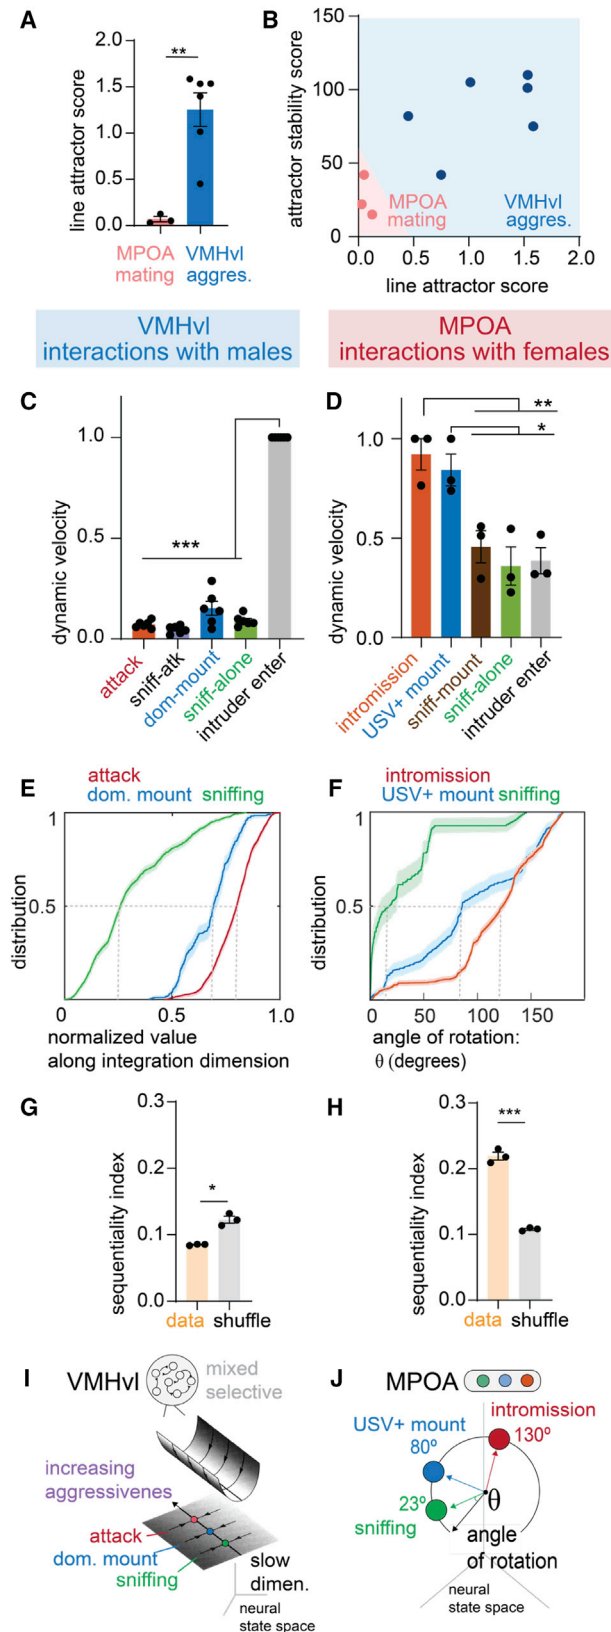 A
line attractor score
2.0
1.5
1.0
0.5
0.0
**
MPOA
mating
VMHvl
aggres.
B
attractor stability score
150
100
50
0
MPOA
mating
VMHvl
aggres.
0.0
0.5
1.0
1.5
2.0
line attractor score
VMHvl
interactions with males
MPOA
interactions with females
C
dynamic velocity
1.0
0.5
0.0
***
attack
sniff-atk
dom-mount
sniff-alone
intruder enter
D
dynamic velocity
1.0
0.5
0.0
**
*
intromission
USV+ mount
sniff-mount
sniff-alone
intruder enter
E
attack
dom. mount sniffing
distribution
1
0.5
0
0.5
1.0
normalized value
along integration dimension
F
intromission
USV+ mount sniffing
distribution
1
0.5
0
50
100
150
angle of rotation:
θ (degrees)
G
sequentiality index
0.3
0.2
0.1
0.0
*
data
shuffle
H
sequentiality index
0.3
0.2
0.1
0.0
***
data
shuffle
I
VMHvl
mixed
selective
increasing
aggressivenes
attack
dom. mount
sniffing
slow
dimen.
neural
state space
J
MPOA
intromission
130º
USV+ mount
80º
23º
sniffing
θ
angle
of rotation
neural
state space